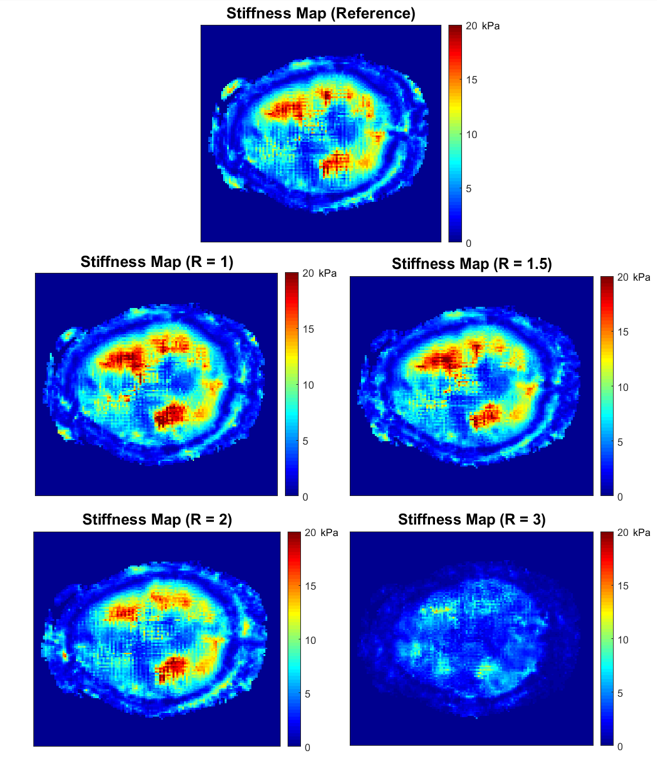 Stiffness Map (Reference)
20 kPa
15
10
5
0
Stiffness Map (R = 1)
20 kPa
15
10
5
0
Stiffness Map (R = 1.5)
20 kPa
15
10
5
0
Stiffness Map (R = 2)
20 kPa
15
10
5
0
Stiffness Map (R = 3)
20 kPa
15
10
5
0